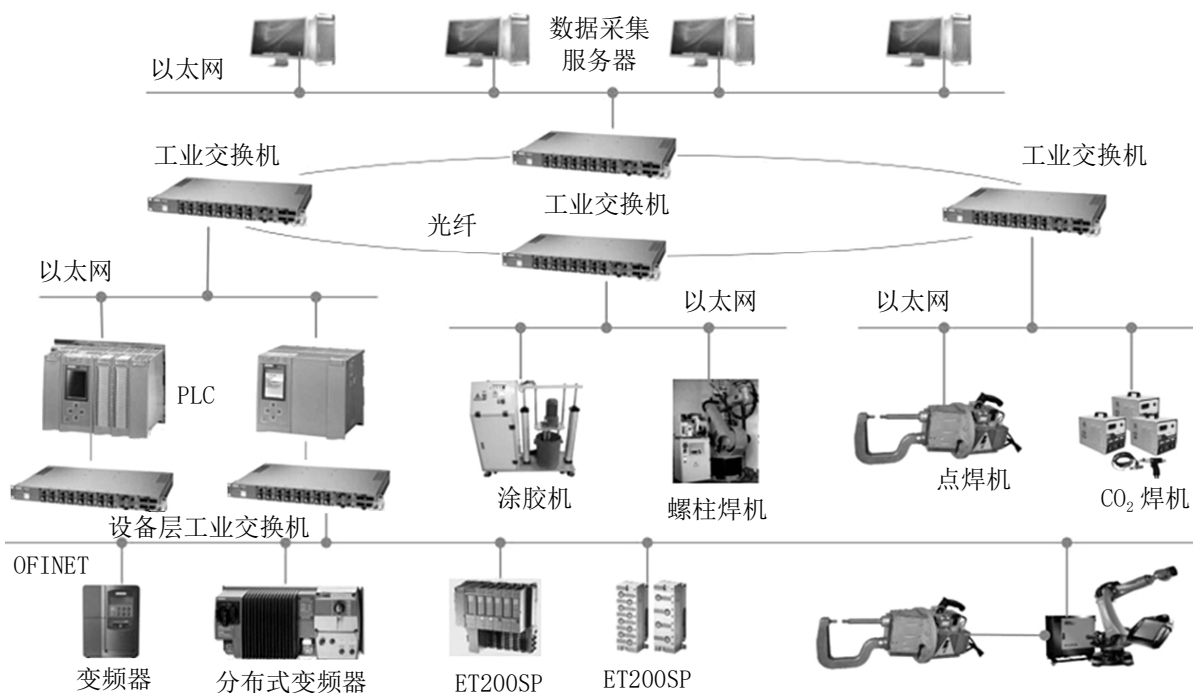 数据采集
服务器
以太网
工业交换机
工业交换机
工业交换机
光纤
以太网
以太网
以太网
PLC
涂胶机
螺柱焊机
点焊机
CO₂焊机
设备层工业交换机
OFINET
变频器
分布式变频器
ET200SP
ET200SP